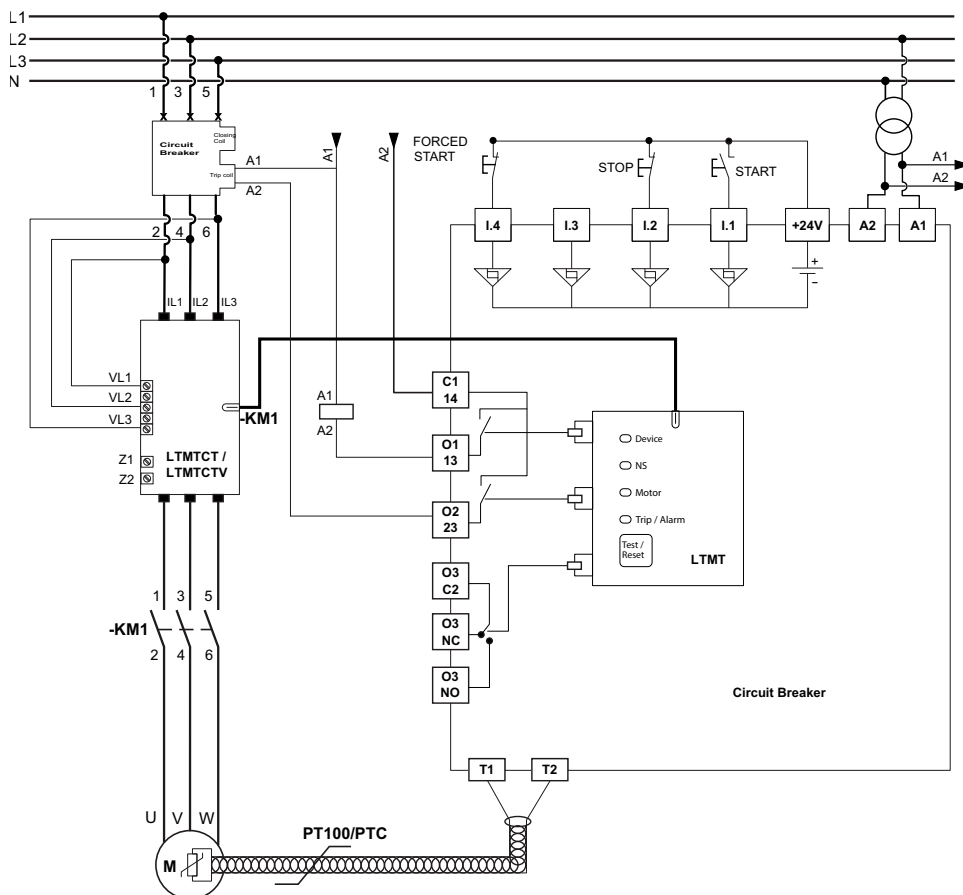 L1
L2
L3
N
1 3 5
Circuit
Breaker
Closing
Coil
Trip coil
A1
A2
A1
A2
FORCED
START
STOP
START
A1
A2
I.4
I.3
I.2
I.1
+24V
A2
A1
+
–
2 4 6
IL1
IL2
IL3
VL1
VL2
VL3
Z1
Z2
-KM1
LTMTCT /
LTMTCTV
A1
A2
C1
14
O1
13
O2
23
O3
C2
O3
NC
O3
NO
Device
NS
Motor
Trip / Alarm
Test /
Reset
LTMT
Circuit Breaker
1 3 5
-KM1
2 4 6
T1
T2
U V W
M
PT100/PTC